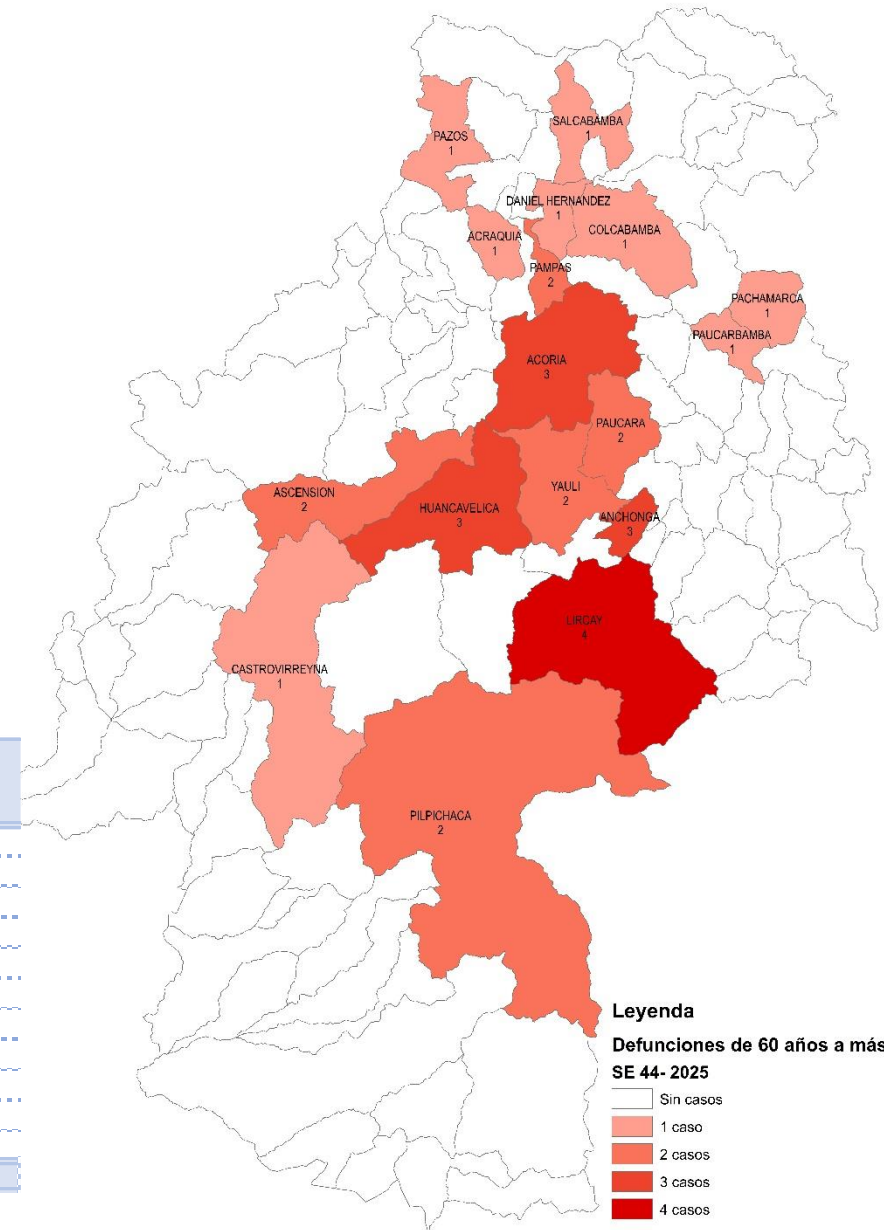 SALCABAMBA
1
PAZOS
1
DANIEL HERNANDEZ
1
COLCABAMBA
1
ACRAQUIA
1
PAMPAS
2
PACHAMARCA
1
PAUCARBAMBA
1
ACORIA
3
PAUCARA
2
ASCENSION
2
YAULI
2
HUANCAVELICA
3
ANCHONGA
3
LIRCAY
4
CASTROVIRREYNA
1
PILPICHACA
2
Leyenda
Defunciones de 60 años a más
SE 44- 2025
Sin casos
1 caso
2 casos
3 casos
4 casos